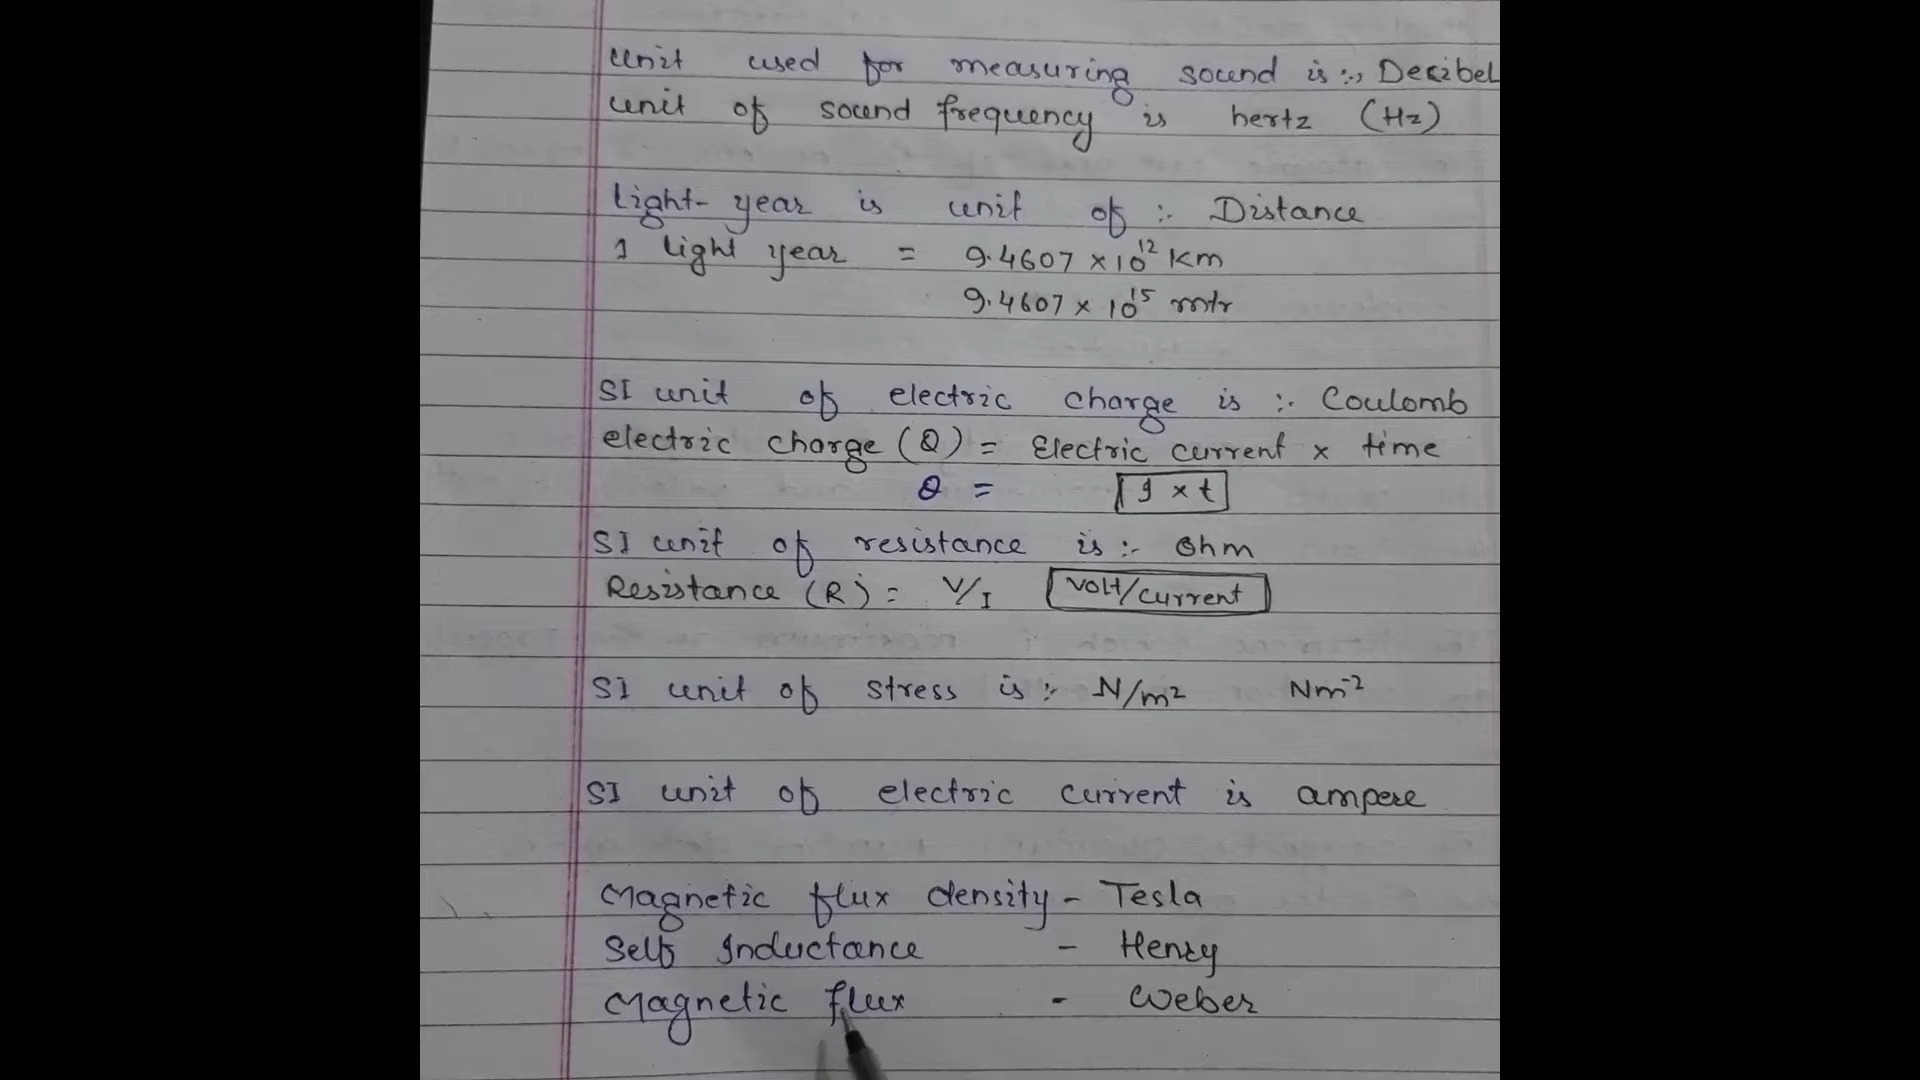 unit used for measuring sound is :, Decibel
unit of sound frequency is hertz (Hz)
Light-year is unit of :- Distance
1 light year = 9.4607 × 10¹² Km
9.4607 × 10¹⁵ mtr
SI unit of electric charge is :- Coulomb
electric charge (Q) = Electric current × time
Q = I × t
SI unit of resistance is :- Ohm
Resistance (R) = V/I Volt/current
SI unit of stress is :- N/m² Nm⁻²
SI unit of electric current is ampere
Magnetic flux density - Tesla
Self Inductance - Henry
Magnetic flux - Weber